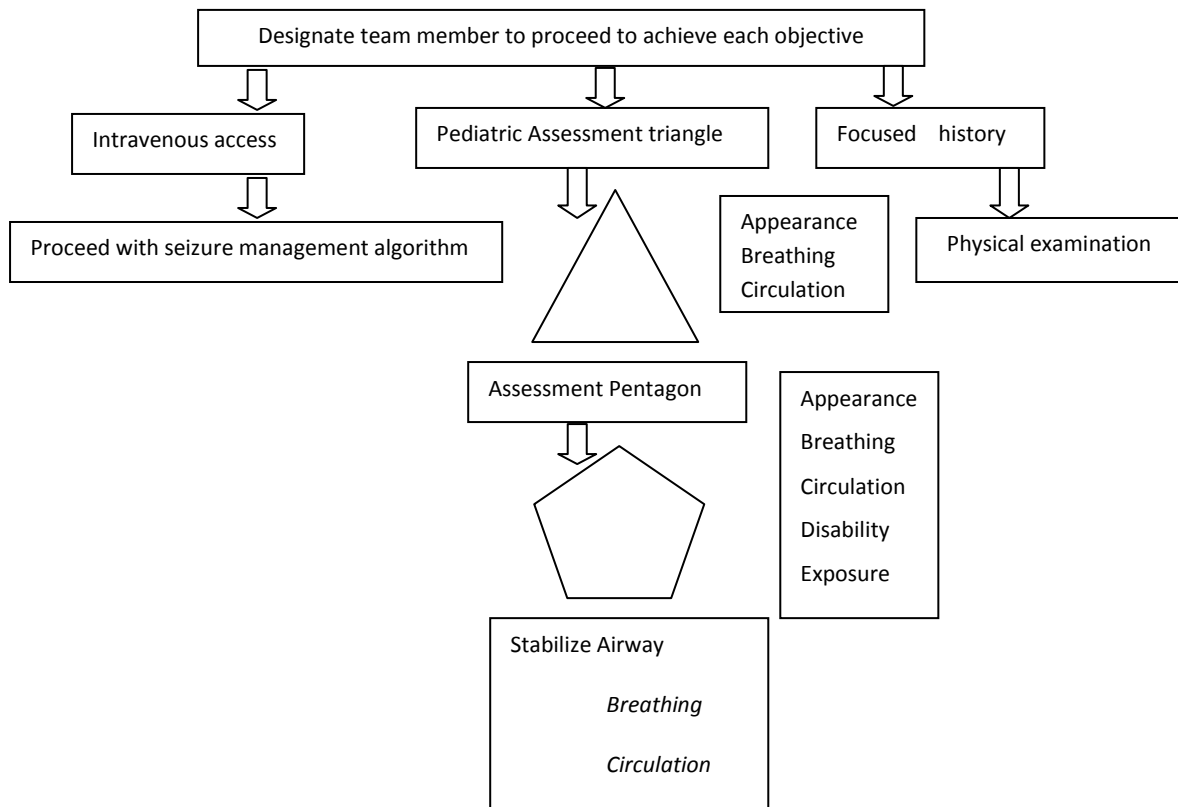 Designate team member to proceed to achieve each objective
Intravenous access
Pediatric Assessment triangle
Focused history
Proceed with seizure management algorithm
Appearance
Breathing
Circulation
Physical examination
Assessment Pentagon
Appearance
Breathing
Circulation
Disability
Exposure
Stabilize Airway
Breathing
Circulation